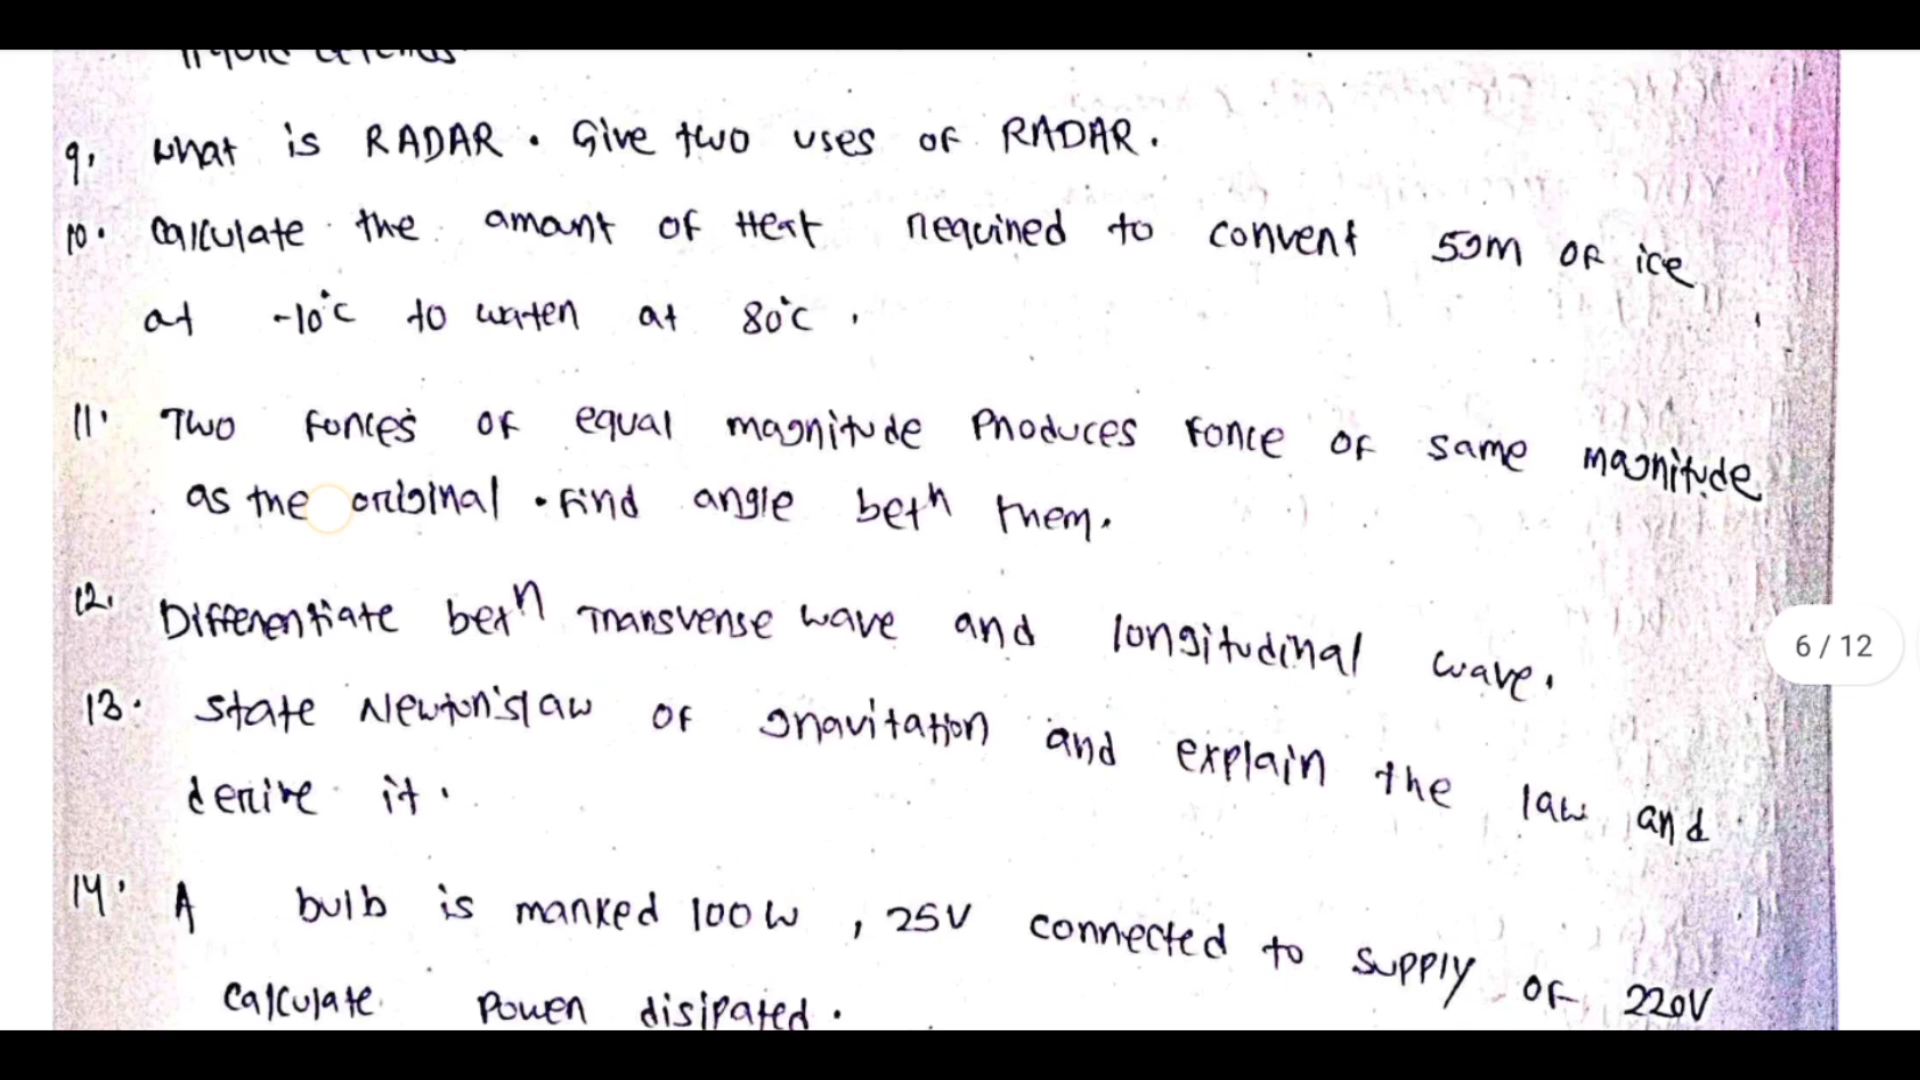 9. what is RADAR. Give two uses of RADAR.
10. Calculate the amant of Heat required to convert 5gm of ice
at -10°c to water at 80°c.
11. Two forces of equal magnitude Produces force of same magnitude
as the original. Find angle betn them.
12. Differentiate betn Transverse wave and longitudinal wave.
13. state Newton's law of gravitation and explain the law and
derive it.
14. A bulb is marked 100w, 25V connected to supply of 220V
calculate Power disipated.
6 / 12